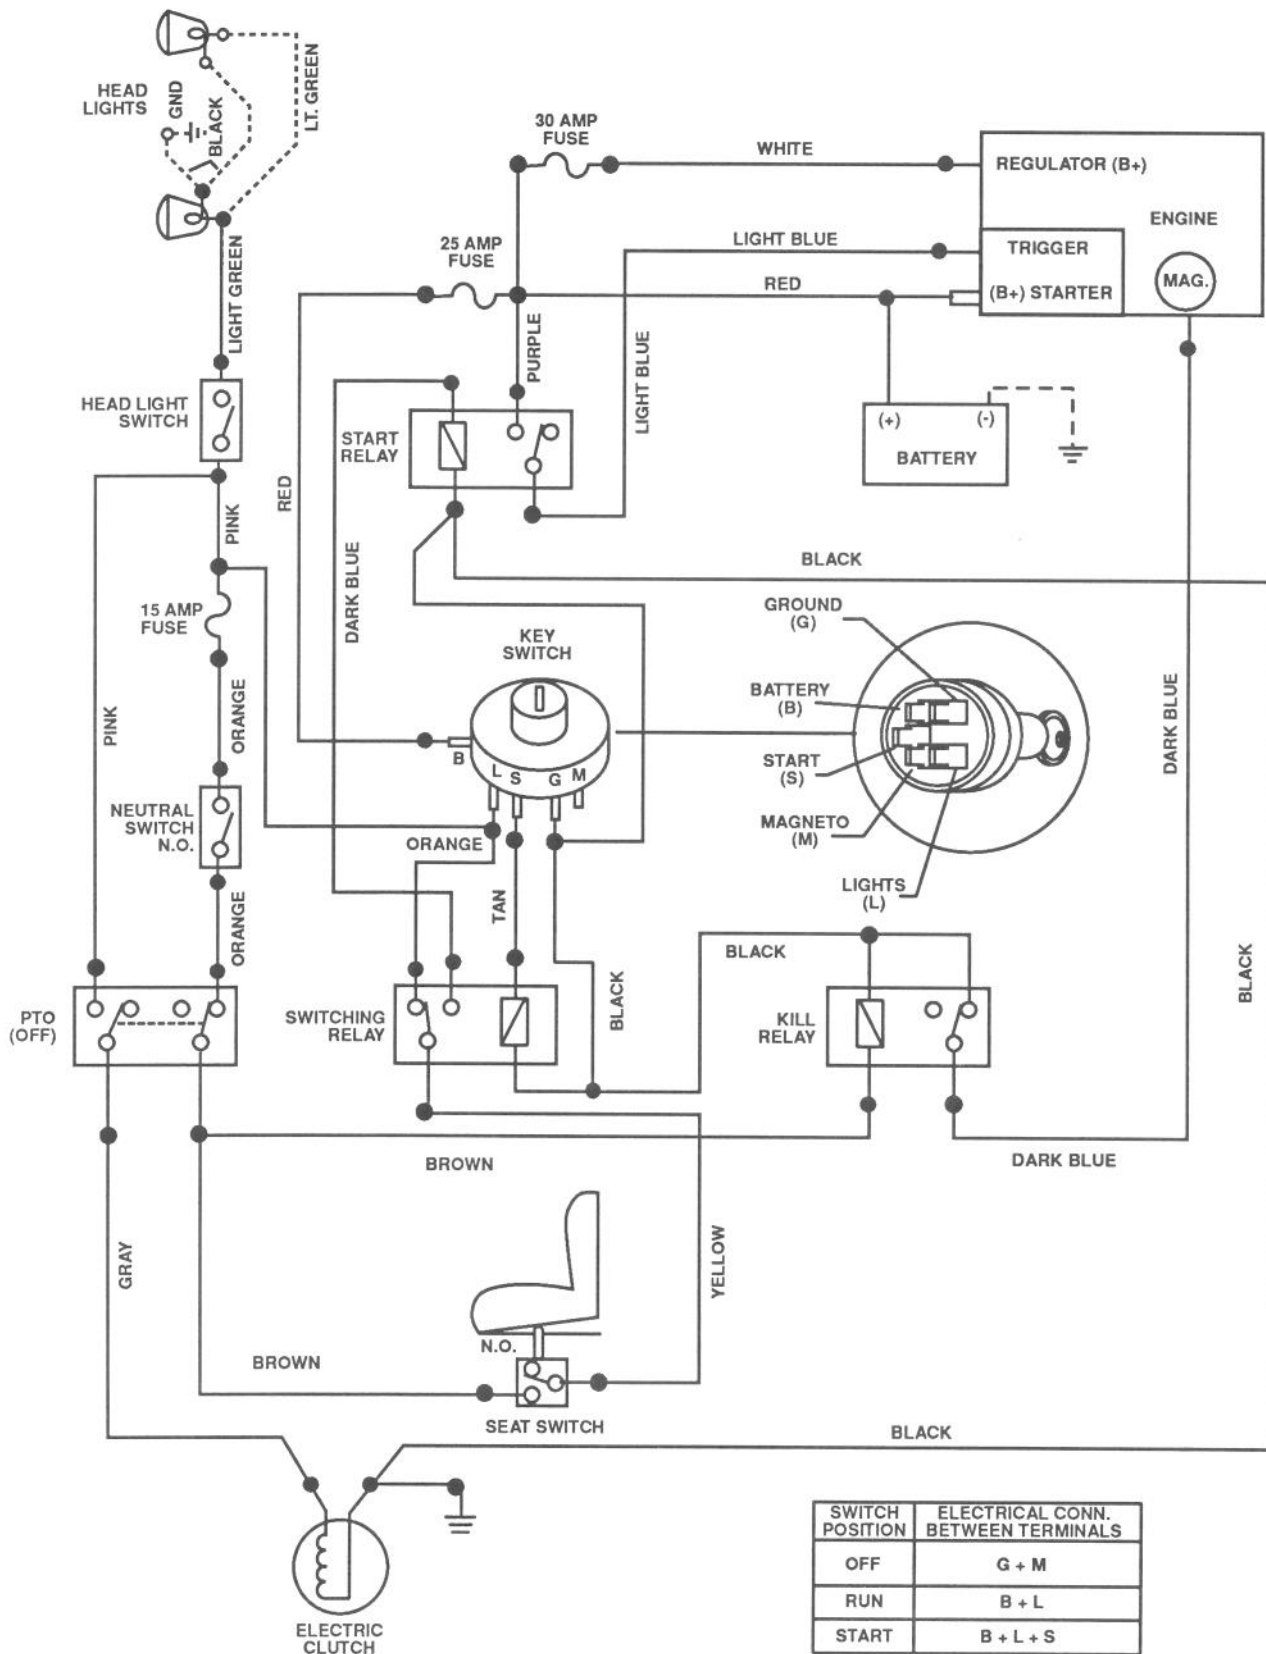 HEAD
LIGHTS
GND
BLACK
LT. GREEN
30 AMP
FUSE
WHITE
REGULATOR (B+)
ENGINE
MAG.
LIGHT BLUE
TRIGGER
25 AMP
FUSE
RED
(B+) STARTER
LIGHT GREEN
PURPLE
LIGHT BLUE
HEAD LIGHT
SWITCH
START
RELAY
(+)
(-)
BATTERY
RED
PINK
DARK BLUE
BLACK
15 AMP
FUSE
GROUND
(G)
KEY
SWITCH
BATTERY
(B)
START
(S)
MAGNETO
(M)
LIGHTS
(L)
DARK BLUE
PINK
ORANGE
B
L
S
G
M
NEUTRAL
SWITCH
N.O.
ORANGE
TAN
ORANGE
BLACK
BLACK
BLACK
PTO
(OFF)
SWITCHING
RELAY
KILL
RELAY
BROWN
DARK BLUE
GRAY
YELLOW
N.O.
BROWN
SEAT SWITCH
BLACK
ELECTRIC
CLUTCH
SWITCH
POSITION
ELECTRICAL CONN.
BETWEEN TERMINALS
OFF
G + M
RUN
B + L
START
B + L + S